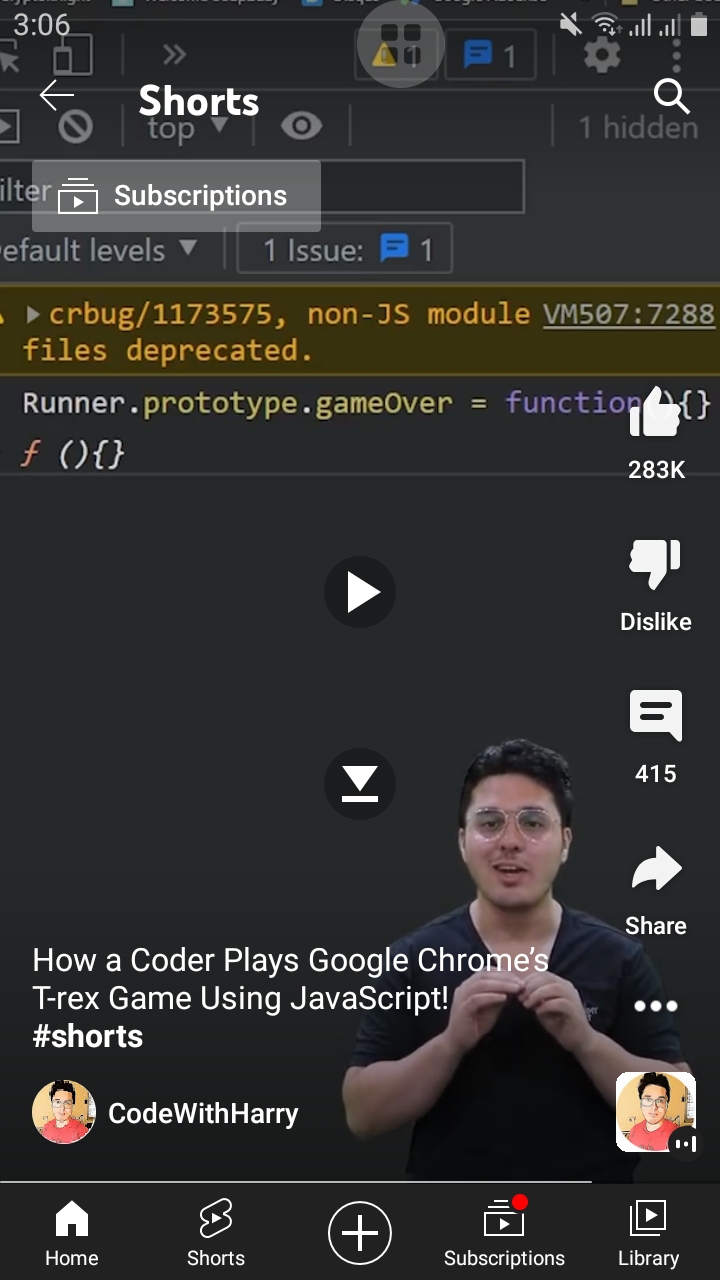 3:06
Shorts
1
1
top
1 hidden
Subscriptions
efault levels
1 Issue:
1
crbug/1173575, non-JS module VM507:7288
files deprecated.
Runner.prototype.gameOver = function(){}
f (){}
283K
Dislike
415
Share
How a Coder Plays Google Chrome's
T-rex Game Using JavaScript!
#shorts
CodeWithHarry
Home
Shorts
Subscriptions
Library